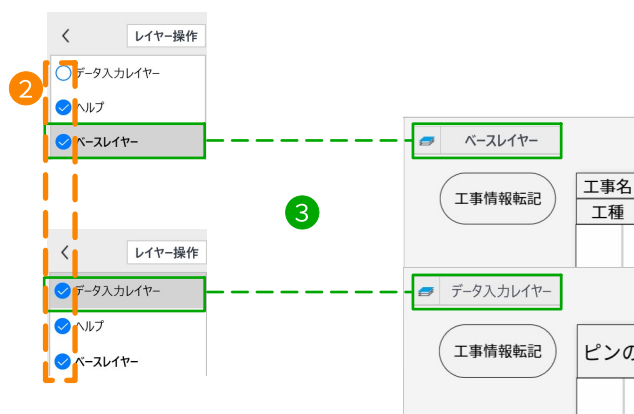 レイヤー操作
データ入力レイヤー
2
ヘルプ
ベースレイヤー
ベースレイヤー
工事情報転記
工事名
工種
3
レイヤー操作
データ入力レイヤー
ヘルプ
ベースレイヤー
データ入力レイヤー
工事情報転記
ピンの